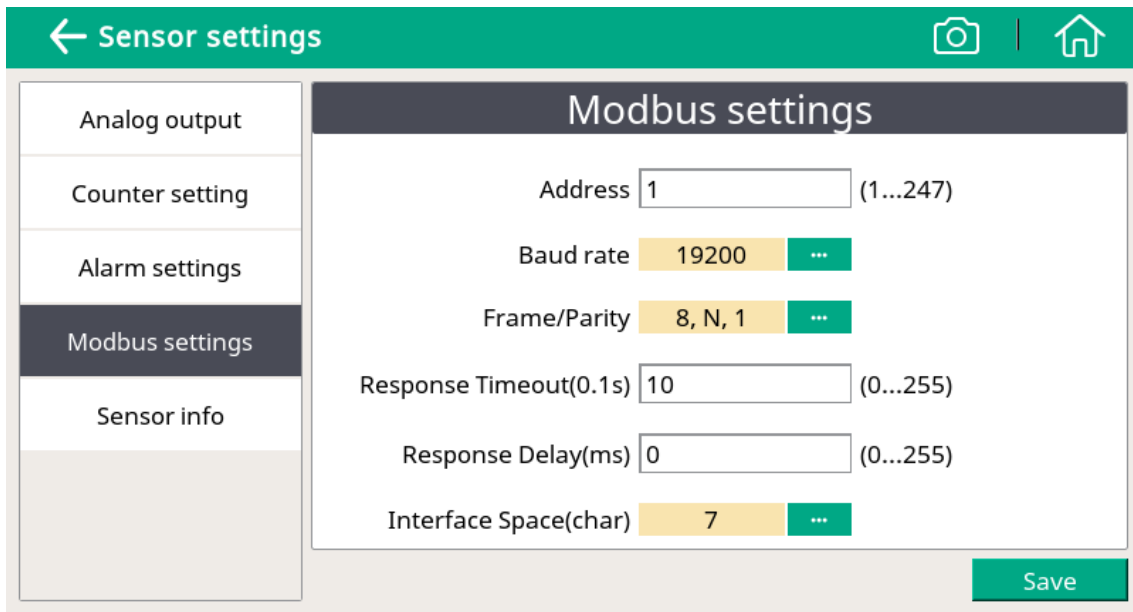 Sensor settings
Analog output
Counter setting
Alarm settings
Modbus settings
Sensor info
Modbus settings
Address 1 (1...247)
Baud rate 19200 ...
Frame/Parity 8, N, 1 ...
Response Timeout(0.1s) 10 (0...255)
Response Delay(ms) 0 (0...255)
Interface Space(char) 7 ...
Save